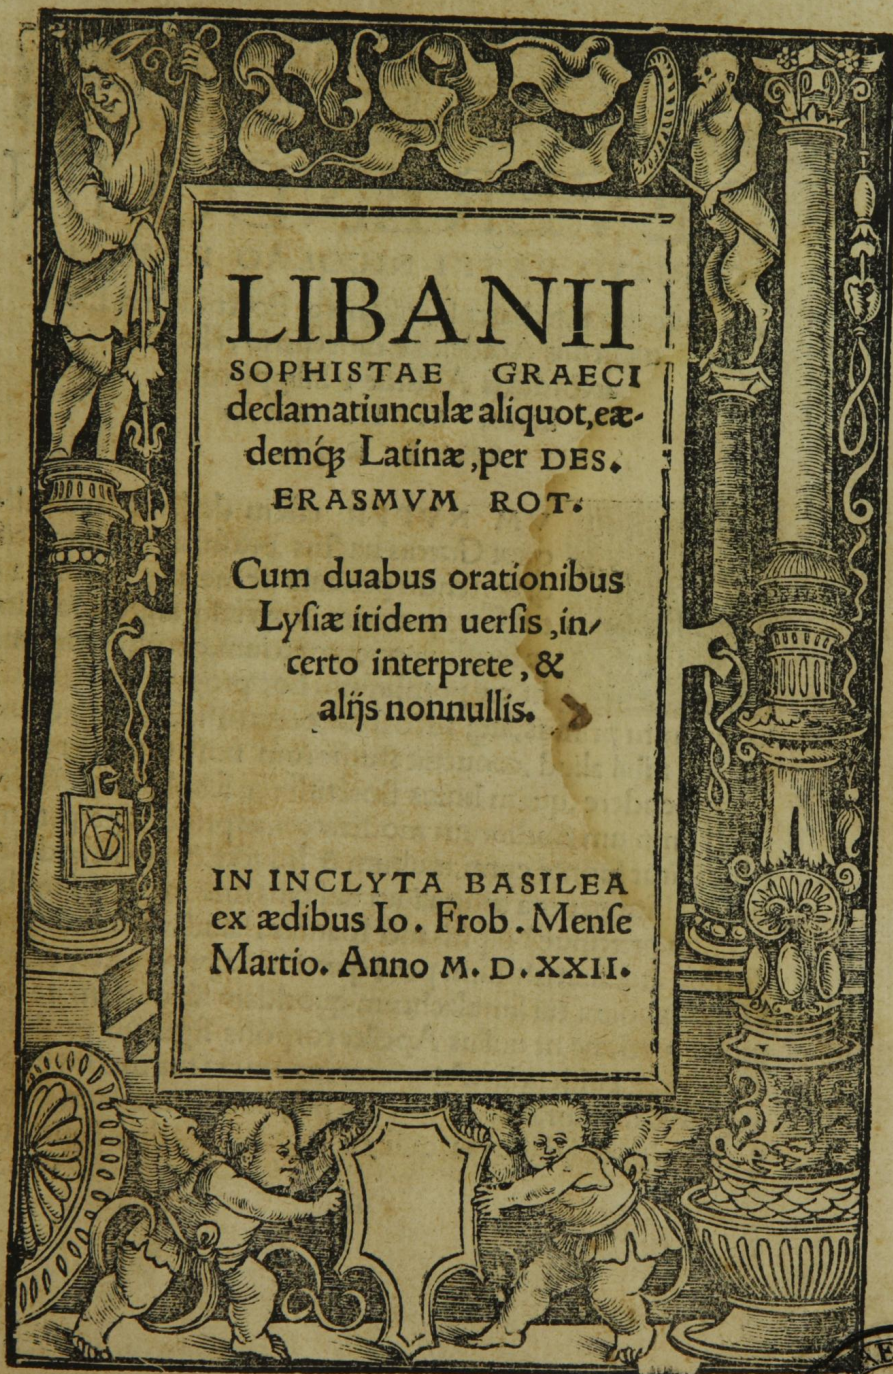 LIBANII
SOPHISTAE GRAECI
declamatiunculæ aliquot, eæ-
demq́ꝫ Latinæ, per DES.
ERASMVM ROT.
Cum duabus orationibus
Lyſiæ itidem uerſis, in/
certo interprete, &
alijs nonnullis.
IN INCLYTA BASILEA
ex ædibus Io. Frob. Menſe
Martio. Anno M. D. XXII.